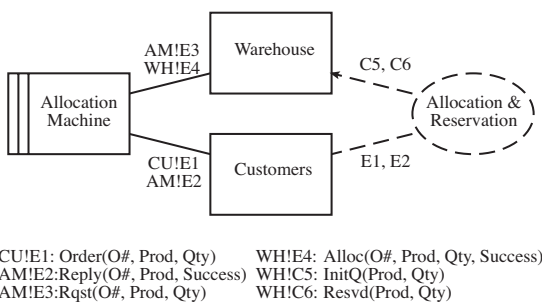 Warehouse
AM!E3
WH!E4
C5, C6
Allocation
Machine
Allocation &
Reservation
CU!E1
AM!E2
Customers
E1, E2
CU!E1: Order(O#, Prod, Qty) WH!E4: Alloc(O#, Prod, Qty, Success)
AM!E2:Reply(O#, Prod, Success) WH!C5: InitQ(Prod, Qty)
AM!E3:Rqst(O#, Prod, Qty) WH!C6: Resvd(Prod, Qty)